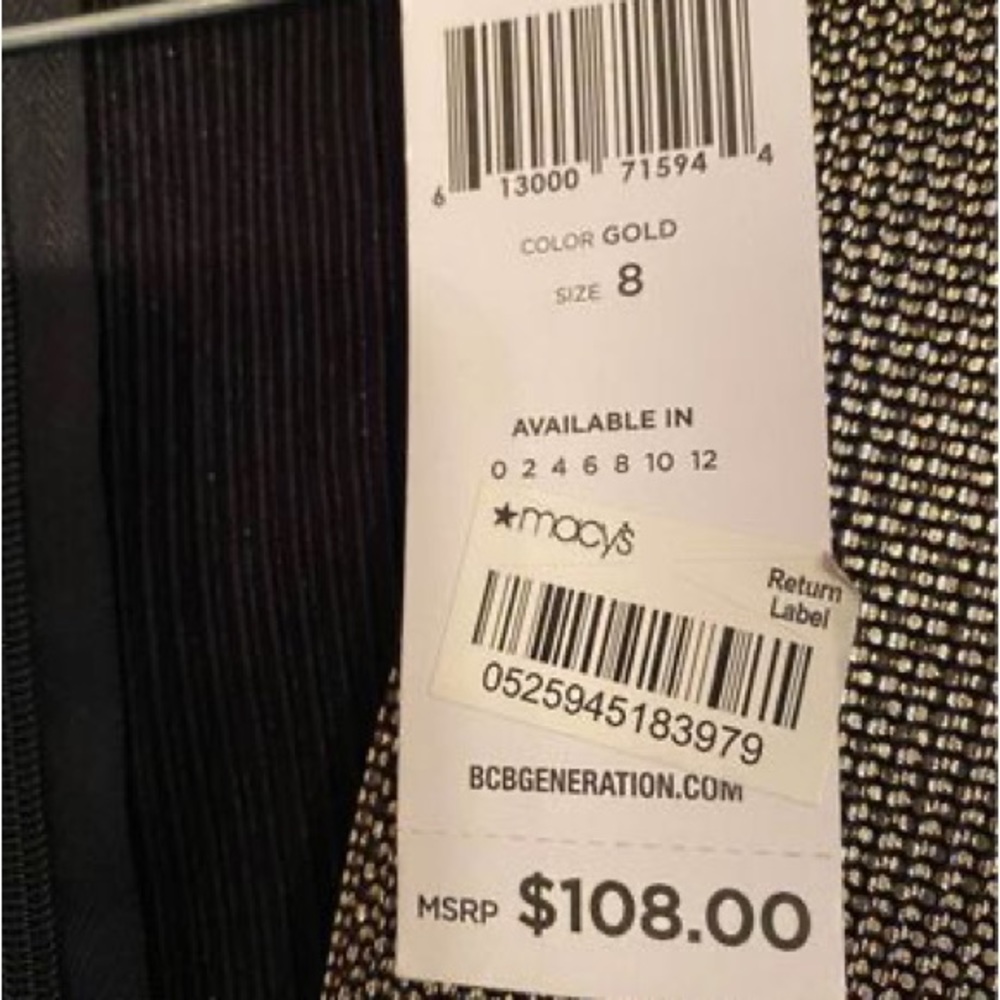 6 13000 71594 4
COLOR GOLD
SIZE 8
AVAILABLE IN
0 2 4 6 8 10 12
★macy's
Return
Label
0525945183979
BCBGENERATION.COM
MSRP $108.00